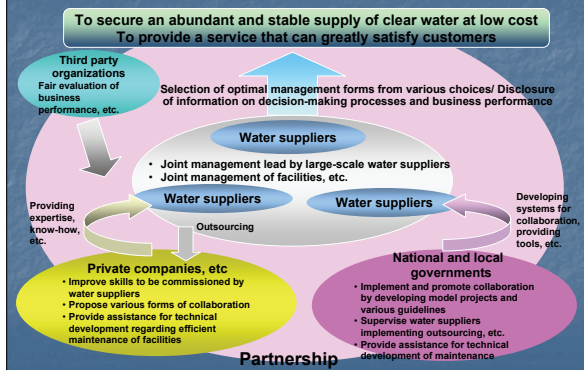 To secure an abundant and stable supply of clear water at low cost
To provide a service that can greatly satisfy customers
Third party
organizations
Fair evaluation of
business
performance, etc.
Selection of optimal management forms from various choices/ Disclosure
of information on decision-making processes and business performance
Water suppliers
• Joint management lead by large-scale water suppliers
• Joint management of facilities, etc.
Water suppliers
Water suppliers
Providing
expertise,
know-how,
etc.
Outsourcing
Developing
systems for
collaboration,
providing
tools, etc.
Private companies, etc
• Improve skills to be commissioned by
water suppliers
• Propose various forms of collaboration
• Provide assistance for technical
development regarding efficient
maintenance of facilities
National and local
governments
• Implement and promote collaboration
by developing model projects and
various guidelines
• Supervise water suppliers
implementing outsourcing, etc.
• Provide assistance for technical
development of maintenance
Partnership